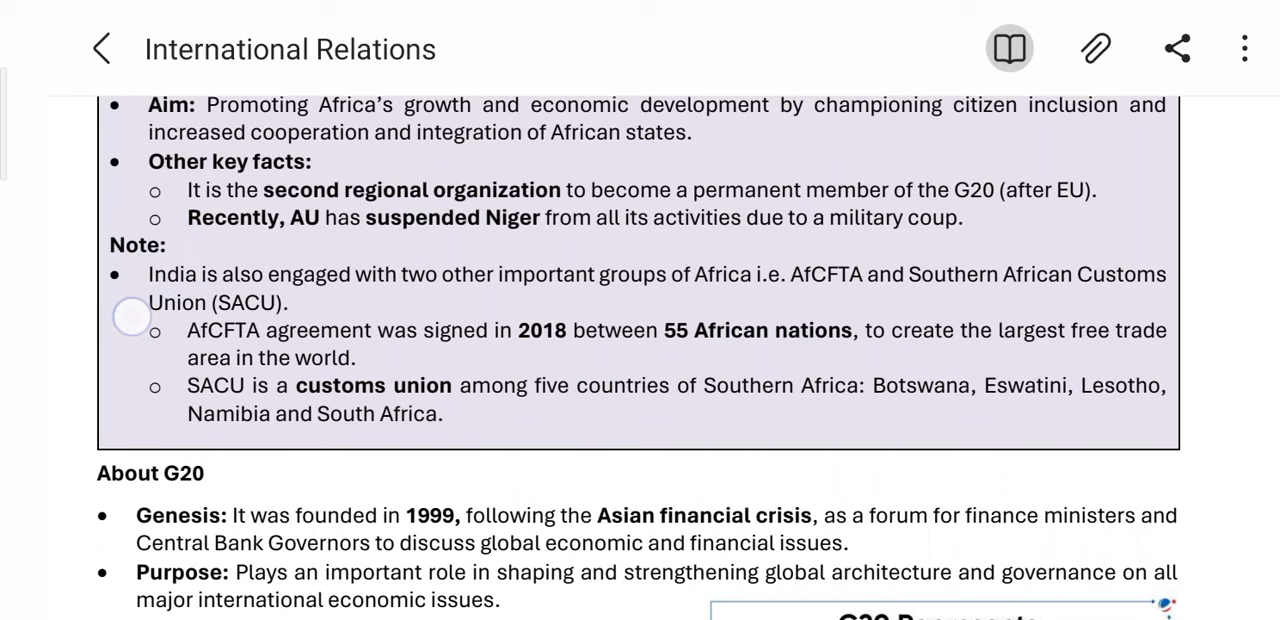 International Relations
• Aim: Promoting Africa's growth and economic development by championing citizen inclusion and
increased cooperation and integration of African states.
• Other key facts:
o It is the second regional organization to become a permanent member of the G20 (after EU).
o Recently, AU has suspended Niger from all its activities due to a military coup.
Note:
• India is also engaged with two other important groups of Africa i.e. AfCFTA and Southern African Customs
Union (SACU).
o AfCFTA agreement was signed in 2018 between 55 African nations, to create the largest free trade
area in the world.
o SACU is a customs union among five countries of Southern Africa: Botswana, Eswatini, Lesotho,
Namibia and South Africa.
About G20
• Genesis: It was founded in 1999, following the Asian financial crisis, as a forum for finance ministers and
Central Bank Governors to discuss global economic and financial issues.
• Purpose: Plays an important role in shaping and strengthening global architecture and governance on all
major international economic issues.